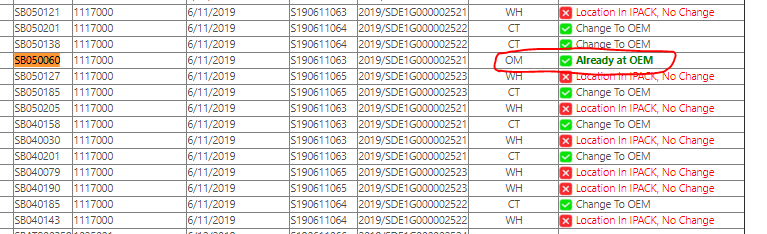 SB050121 1117000 6/11/2019 S190611063 2019/SDE1G000002521 WH Location In IPACK, No Change
SB050201 1117000 6/11/2019 S190611064 2019/SDE1G000002522 CT Change To OEM
SB050138 1117000 6/11/2019 S190611064 2019/SDE1G000002522 CT Change To OEM
SB050060 1117000 6/11/2019 S190611063 2019/SDE1G000002521 OM Already at OEM
SB050127 1117000 6/11/2019 S190611065 2019/SDE1G000002523 WH Location In IPACK, No Change
SB050185 1117000 6/11/2019 S190611065 2019/SDE1G000002523 CT Change To OEM
SB050205 1117000 6/11/2019 S190611063 2019/SDE1G000002521 WH Location In IPACK, No Change
SB040158 1117000 6/11/2019 S190611064 2019/SDE1G000002522 CT Change To OEM
SB040030 1117000 6/11/2019 S190611063 2019/SDE1G000002521 WH Location In IPACK, No Change
SB040201 1117000 6/11/2019 S190611063 2019/SDE1G000002521 CT Change To OEM
SB040079 1117000 6/11/2019 S190611065 2019/SDE1G000002523 WH Location In IPACK, No Change
SB040190 1117000 6/11/2019 S190611065 2019/SDE1G000002523 WH Location In IPACK, No Change
SB040185 1117000 6/11/2019 S190611064 2019/SDE1G000002522 CT Change To OEM
SB040143 1117000 6/11/2019 S190611064 2019/SDE1G000002522 WH Location In IPACK, No Change